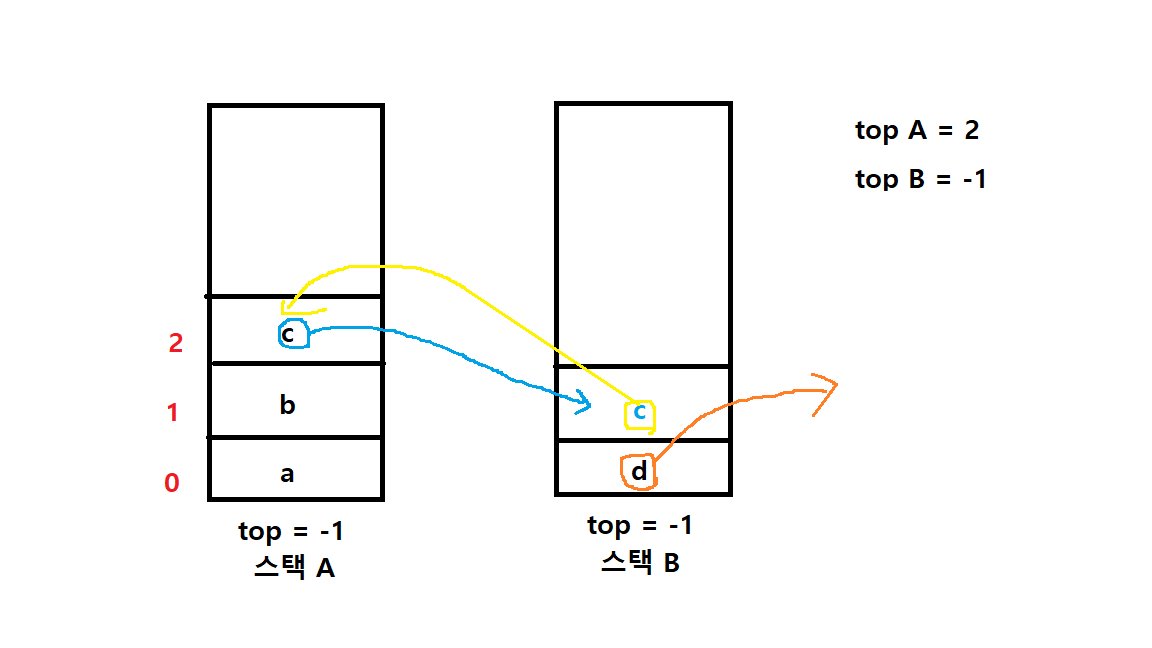 top A = 2
top B = -1
2
c
1
b
c
0
a
d
top = -1
스택 A
top = -1
스택 B